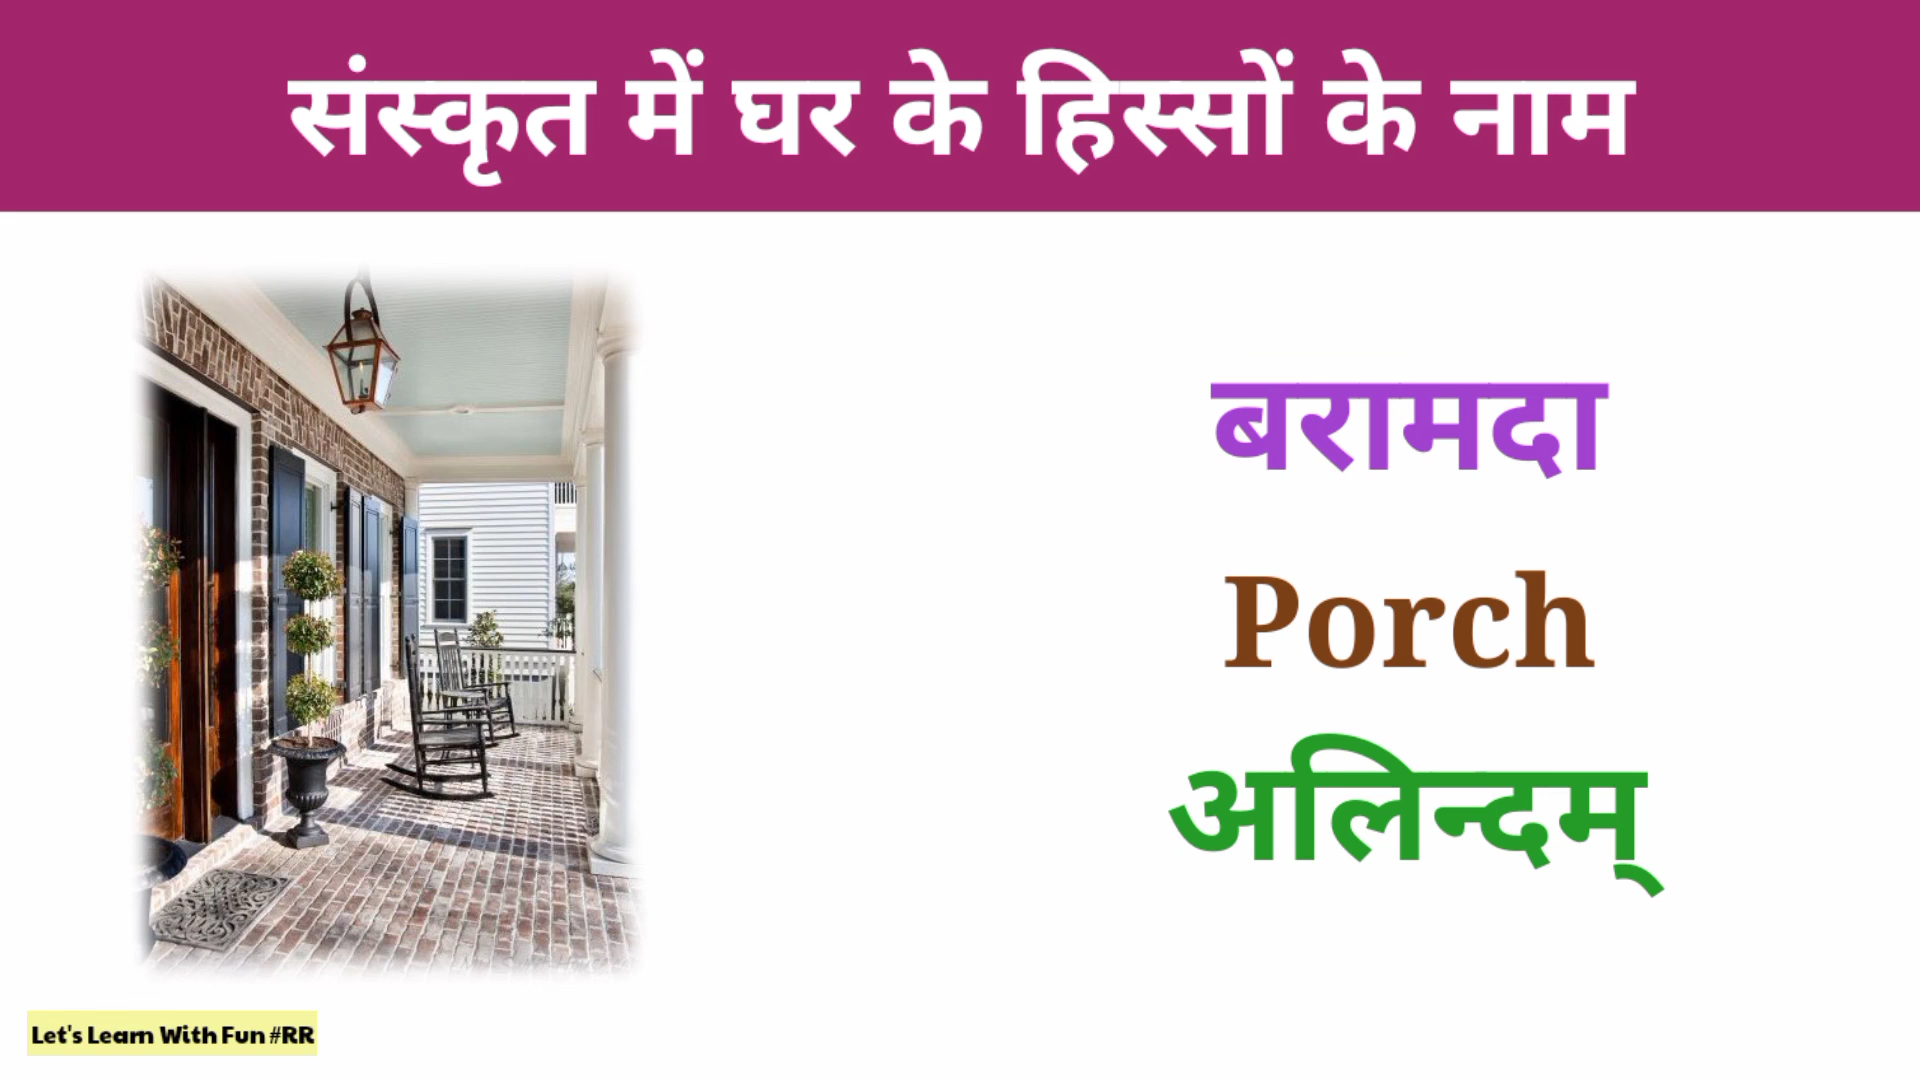 संस्कृत में घर के हिस्सों के नाम
बरामदा
Porch
अलिन्दम्
Let's Learn With Fun #RR